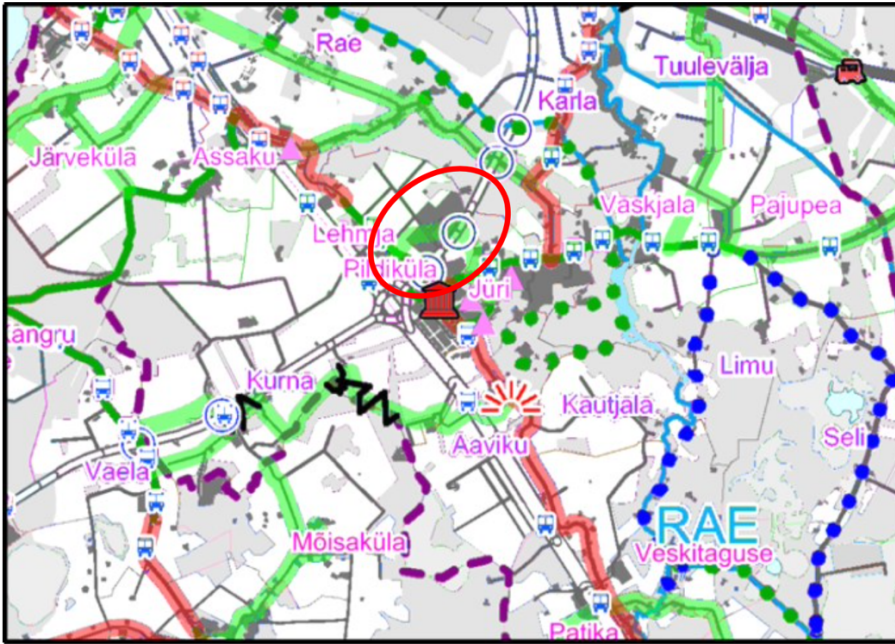 Rae
Tuulevälja
Karla
Järveküla
Assaku
Vaskjala
Pajupea
Lehmja
Pildiküla
Jüri
Kangru
Kurna
Limu
Kautjala
Aaviku
Seli
Vaela
RAE
Mõisaküla
Veskitaguse
Patika